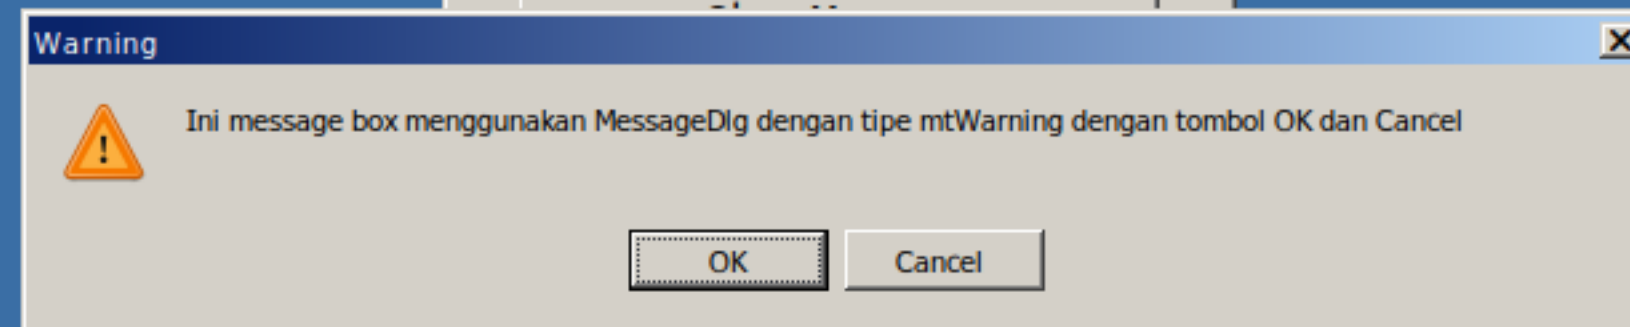 Warning
Ini message box menggunakan MessageDlg dengan tipe mtWarning dengan tombol OK dan Cancel
OK
Cancel